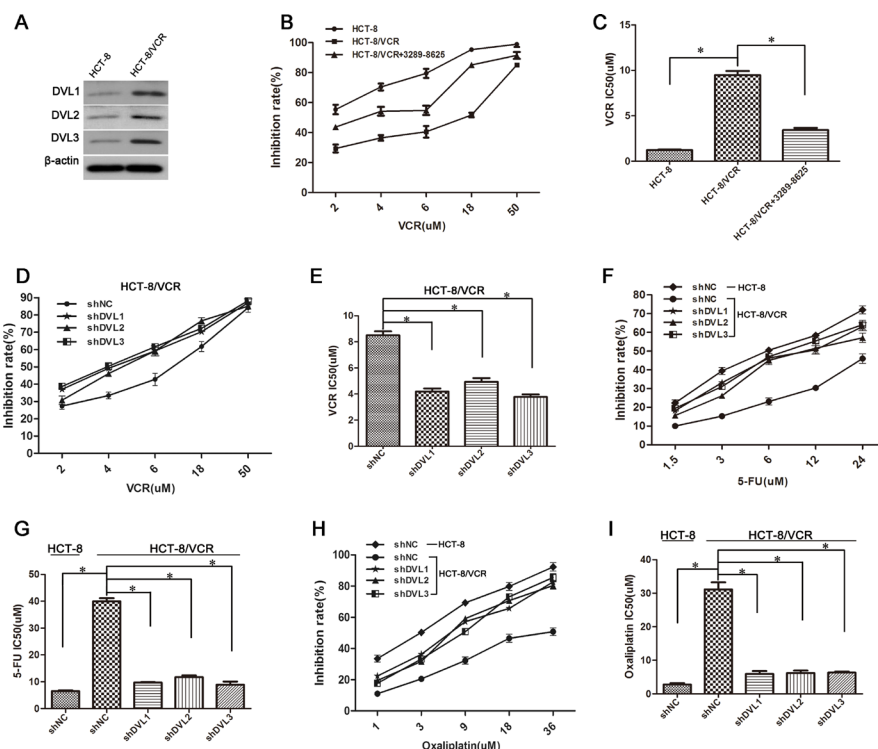 A
HCT-8
HCT-8/VCR
DVL1
DVL2
DVL3
β-actin
B
HCT-8
HCT-8/VCR
HCT-8/VCR+3289-8625
Inhibition rate(%)
100
80
60
40
20
0
2
4
6
18
50
VCR(uM)
C
VCR IC50(uM)
15
10
5
0
*
*
HCT-8
HCT-8/VCR
HCT-8/VCR+3289-8625
D
HCT-8/VCR
shNC
shDVL1
shDVL2
shDVL3
Inhibition rate(%)
90
80
70
60
50
40
30
20
10
0
2
4
6
18
50
VCR(uM)
E
HCT-8/VCR
VCR IC50(uM)
10
8
6
4
2
0
*
*
*
shNC
shDVL1
shDVL2
shDVL3
F
shNC
HCT-8
shNC
shDVL1
shDVL2
shDVL3
HCT-8/VCR
Inhibition rate(%)
80
70
60
50
40
30
20
10
0
1.5
3
6
12
24
5-FU(uM)
G
HCT-8
HCT-8/VCR
5-FU IC50(uM)
50
40
30
20
10
0
*
*
*
*
shNC
shNC
shDVL1
shDVL2
shDVL3
H
shNC
HCT-8
shNC
shDVL1
shDVL2
shDVL3
HCT-8/VCR
Inhibition rate(%)
100
80
60
40
20
0
1
3
9
18
36
Oxaliplatin(uM)
I
HCT-8
HCT-8/VCR
Oxaliplatin IC50(uM)
40
30
20
10
0
*
*
*
*
shNC
shNC
shDVL1
shDVL2
shDVL3